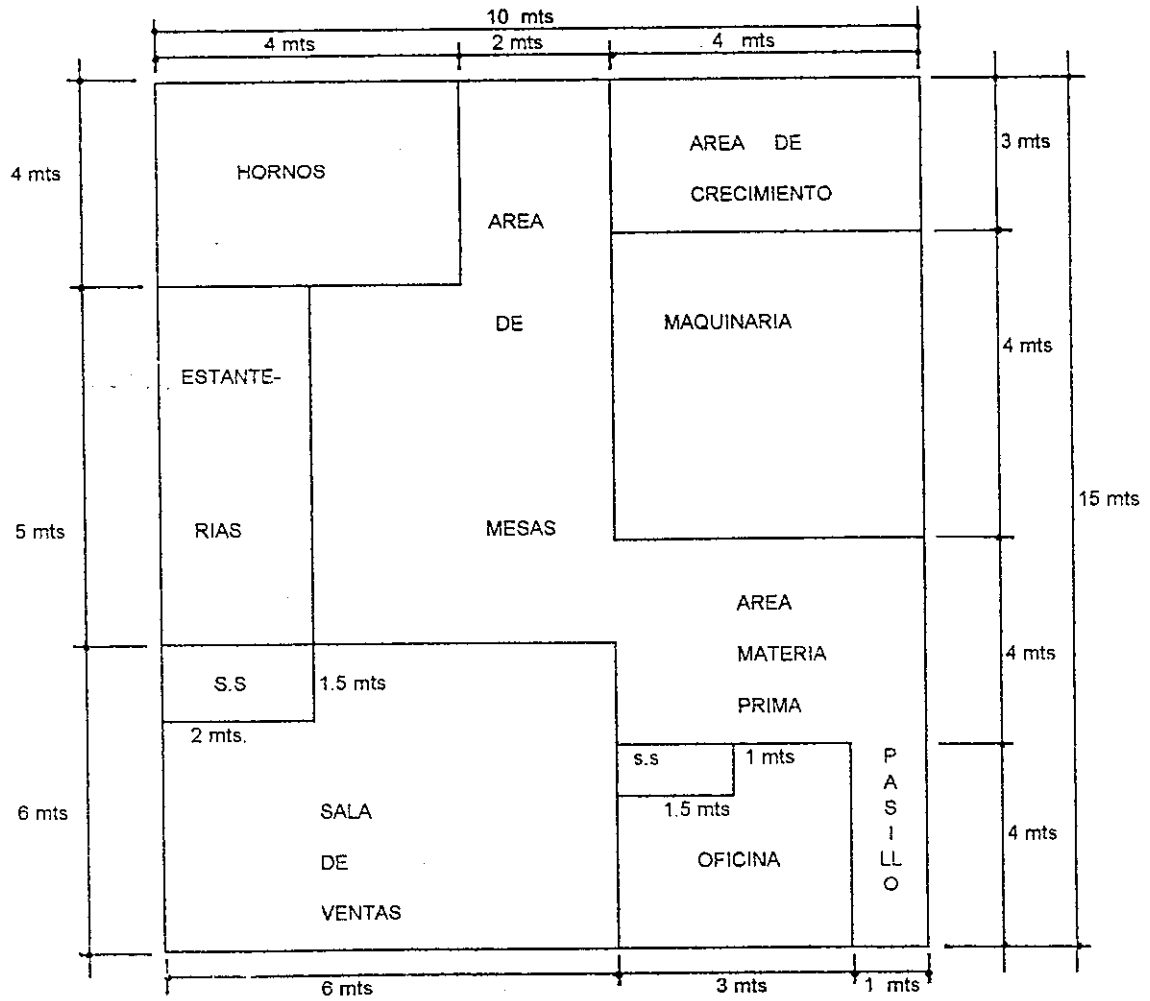 10 mts
4 mts
2 mts
4 mts
4 mts
HORNOS
AREA DE
CRECIMIENTO
3 mts
AREA
DE
MESAS
MAQUINARIA
4 mts
ESTANTE-
RIAS
5 mts
15 mts
AREA
MATERIA
PRIMA
4 mts
S.S
1.5 mts
2 mts.
s.s
1 mts
1.5 mts
P
A
S
I
LL
O
6 mts
SALA
DE
VENTAS
OFICINA
4 mts
6 mts
3 mts
1 mts